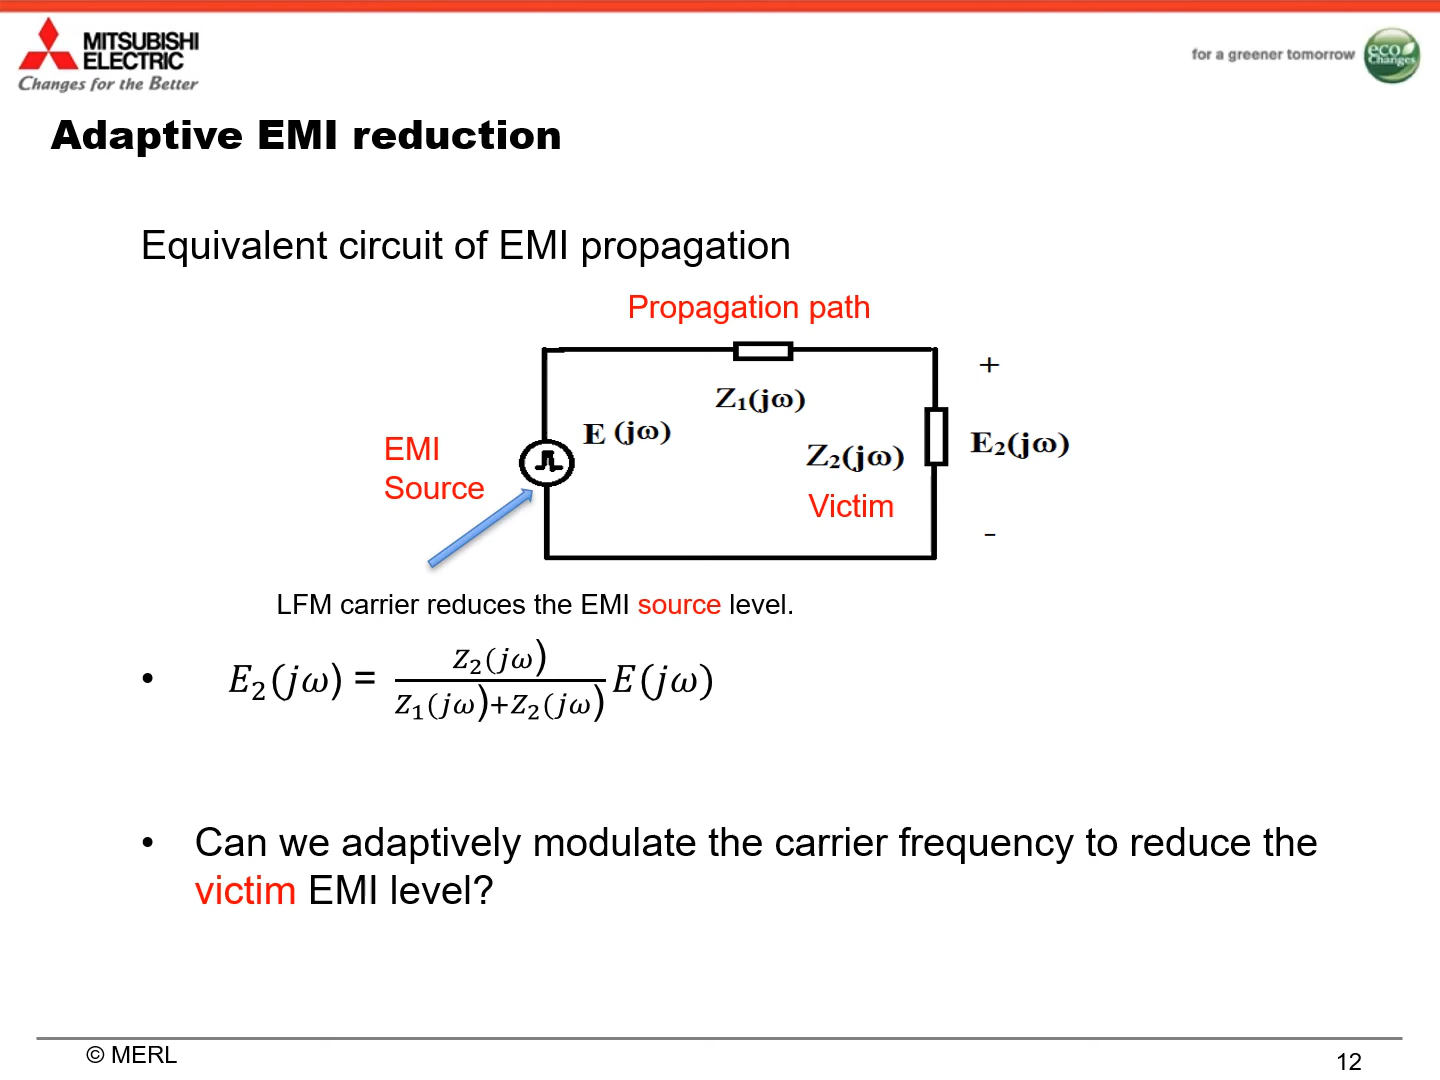 MITSUBISHI
ELECTRIC
Changes for the Better
for a greener tomorrow
eco
Changes
Adaptive EMI reduction
Equivalent circuit of EMI propagation
Propagation path
+
Z₁(jω)
E (jω)
EMI
Source
Z₂(jω)
E₂(jω)
Victim
-
LFM carrier reduces the EMI source level.
• E₂(jω) = Z₂(jω) / Z₁(jω)+Z₂(jω) E(jω)
• Can we adaptively modulate the carrier frequency to reduce the
victim EMI level?
© MERL
12